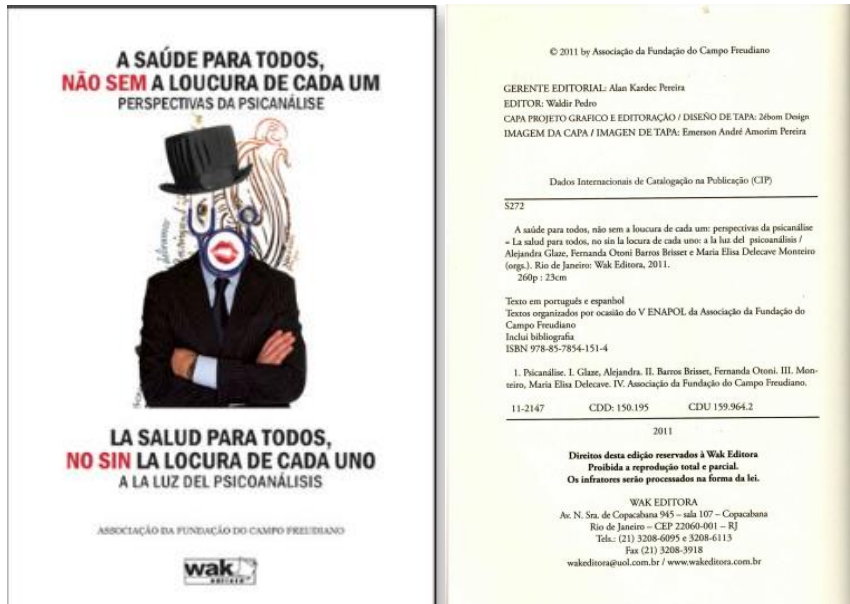 A SAÚDE PARA TODOS,
NÃO SEM A LOUCURA DE CADA UM
PERSPECTIVAS DA PSICANÁLISE
LA SALUD PARA TODOS,
NO SIN LA LOCURA DE CADA UNO
A LA LUZ DEL PSICOANÁLISIS
ASSOCIAÇÃO DA FUNDAÇÃO DO CAMPO FREUDIANO
wak
editora
© 2011 by Associação da Fundação do Campo Freudiano
GERENTE EDITORIAL: Alan Kardec Pereira
EDITOR: Waldir Pedro
CAPA PROJETO GRAFICO E EDITORAÇÃO / DISEÑO DE TAPA: 2ébom Design
IMAGEM DA CAPA / IMAGEN DE TAPA: Emerson André Amorim Pereira
Dados Internacionais de Catalogação na Publicação (CIP)
S272
A saúde para todos, não sem a loucura de cada um: perspectivas da psicanálise
= La salud para todos, no sin la locura de cada uno: a la luz del psicoanálisis /
Alejandra Glaze, Fernanda Otoni Barros Brisset e Maria Elisa Delecave Monteiro
(orgs.). Rio de Janeiro: Wak Editora, 2011.
260p : 23cm
Texto em português e espanhol
Textos organizados por ocasião do V ENAPOL da Associação da Fundação do
Campo Freudiano
Inclui bibliografia
ISBN 978-85-7854-151-4
1. Psicanálise. I. Glaze, Alejandra. II. Barros Brisset, Fernanda Otoni. III. Mon-
teiro, Maria Elisa Delecave. IV. Associação da Fundação do Campo Freudiano.
11-2147 CDD: 150.195 CDU 159.964.2
2011
Direitos desta edição reservados à Wak Editora
Proibida a reprodução total e parcial.
Os infratores serão processados na forma da lei.
WAK EDITORA
Av. N. Sra. de Copacabana 945 – sala 107 – Copacabana
Rio de Janeiro – CEP 22060-001 – RJ
Tels.: (21) 3208-6095 e 3208-6113
Fax (21) 3208-3918
wakeditora@uol.com.br / www.wakeditora.com.br